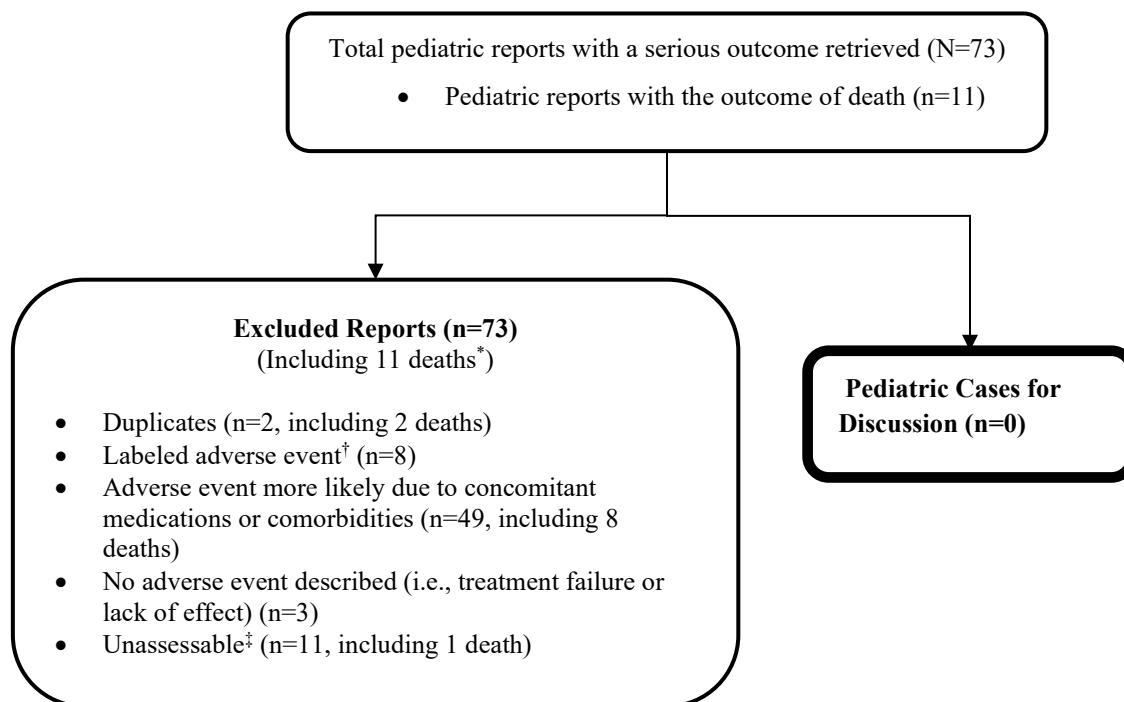 Total pediatric reports with a serious outcome retrieved (N=73)
• Pediatric reports with the outcome of death (n=11)
Excluded Reports (n=73)
(Including 11 deaths*)
• Duplicates (n=2, including 2 deaths)
• Labeled adverse event† (n=8)
• Adverse event more likely due to concomitant
medications or comorbidities (n=49, including 8
deaths)
• No adverse event described (i.e., treatment failure or
lack of effect) (n=3)
• Unassessable‡ (n=11, including 1 death)
Pediatric Cases for
Discussion (n=0)